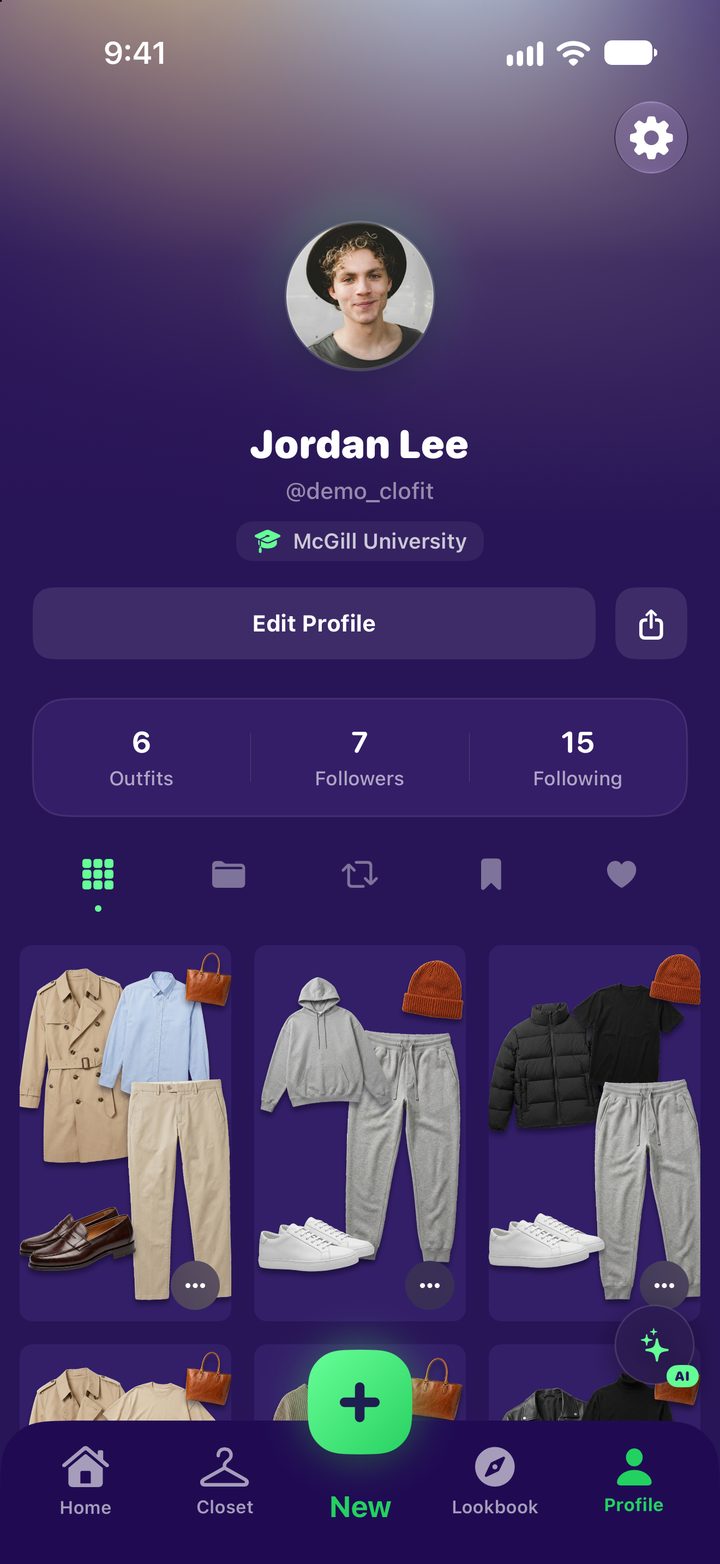 9:41
Jordan Lee
@demo_clofit
McGill University
Edit Profile
6 7 15
Outfits Followers Following
AI
Home Closet New Lookbook Profile